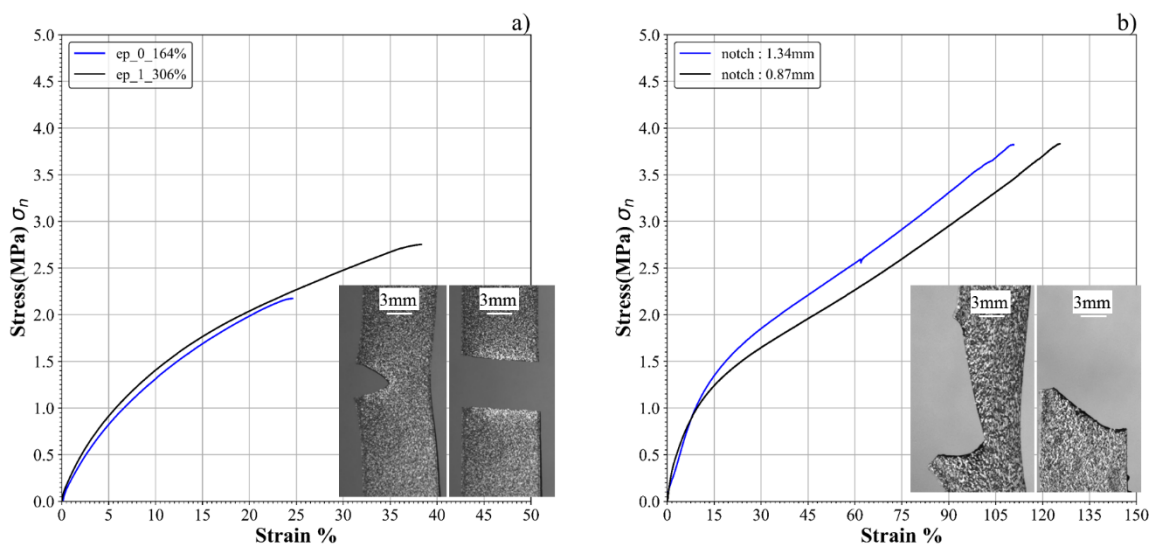 a)
ep_0_164%
ep_1_306%
5.0
4.5
4.0
3.5
3.0
2.5
2.0
1.5
1.0
0.5
0.0
Stress(MPa) σn
3mm
3mm
0 5 10 15 20 25 30 35 40 45 50
Strain %
b)
notch : 1.34mm
notch : 0.87mm
5.0
4.5
4.0
3.5
3.0
2.5
2.0
1.5
1.0
0.5
0.0
Stress(MPa) σn
3mm
3mm
0 15 30 45 60 75 90 105 120 135 150
Strain %